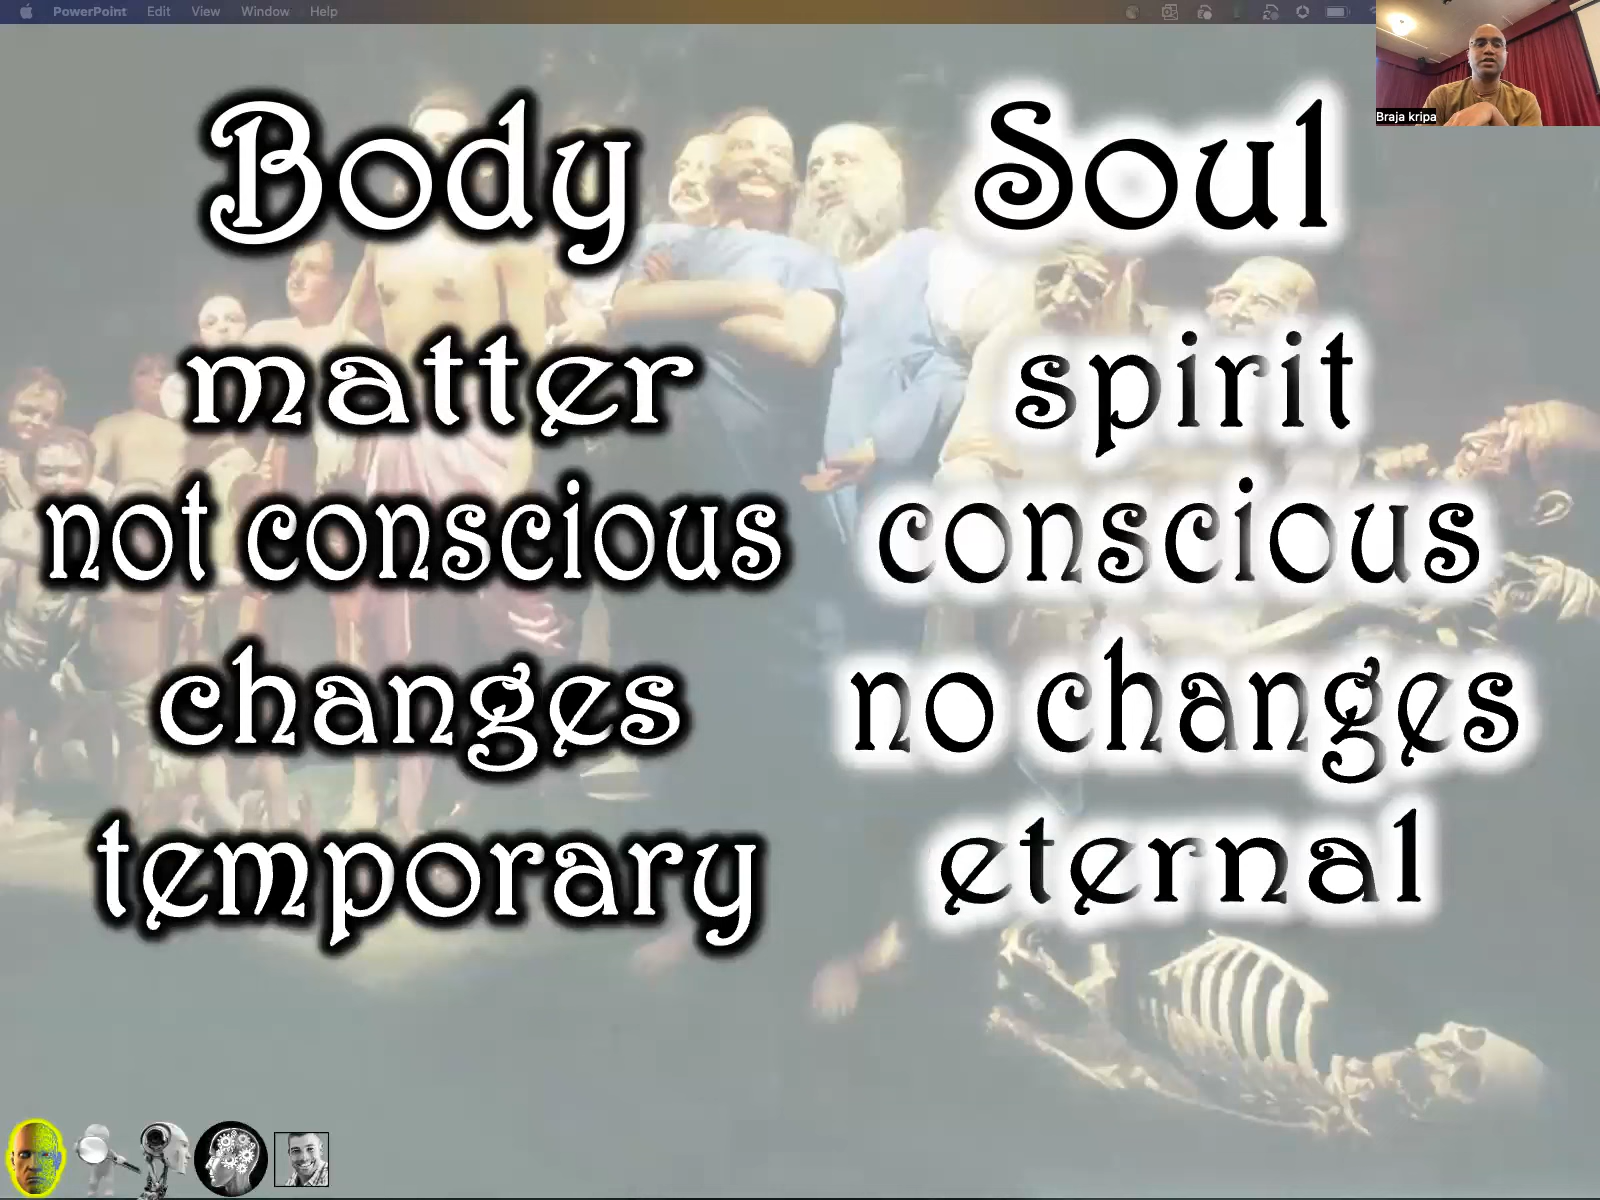 PowerPoint Edit View Window Help
Braja kripa
Body Soul
matter spirit
not conscious conscious
changes no changes
temporary eternal